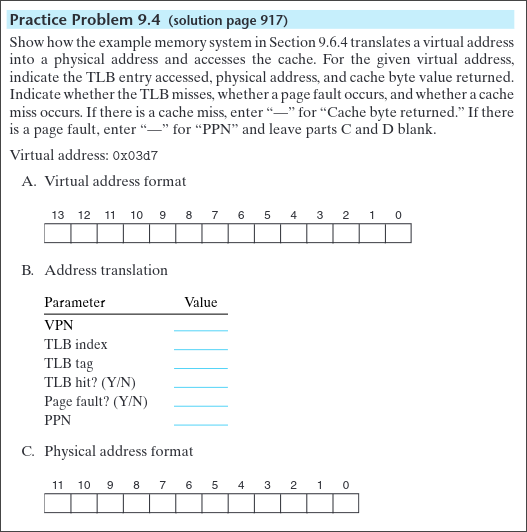 Practice Problem 9.4 (solution page 917)
Show how the example memory system in Section 9.6.4 translates a virtual address
into a physical address and accesses the cache. For the given virtual address,
indicate the TLB entry accessed, physical address, and cache byte value returned.
Indicate whether the TLB misses, whether a page fault occurs, and whether a cache
miss occurs. If there is a cache miss, enter “—” for “Cache byte returned.” If there
is a page fault, enter “—” for “PPN” and leave parts C and D blank.
Virtual address: 0x03d7
A. Virtual address format
13 12 11 10 9 8 7 6 5 4 3 2 1 0
B. Address translation
Parameter Value
VPN
TLB index
TLB tag
TLB hit? (Y/N)
Page fault? (Y/N)
PPN
C. Physical address format
11 10 9 8 7 6 5 4 3 2 1 0